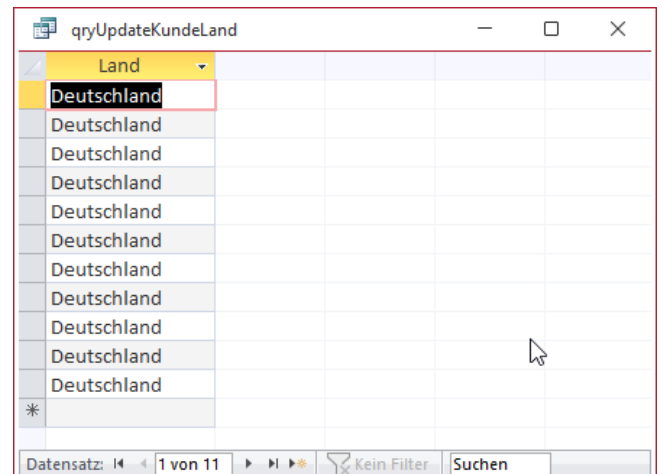 qryUpdateKundeLand
Land
Deutschland
Deutschland
Deutschland
Deutschland
Deutschland
Deutschland
Deutschland
Deutschland
Deutschland
Deutschland
Deutschland
Datensatz: 1 von 11 Kein Filter Suchen